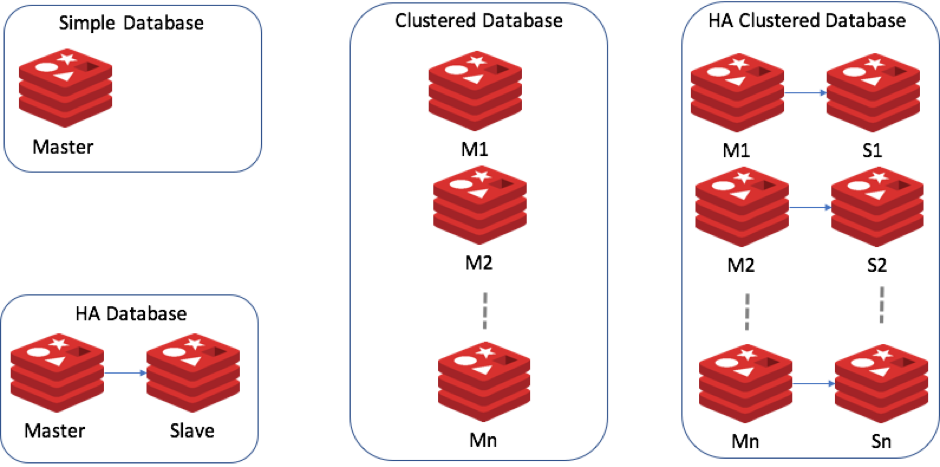 Simple Database
Master
HA Database
Master
Slave
Clustered Database
M1
M2
Mn
HA Clustered Database
M1
S1
M2
S2
Mn
Sn